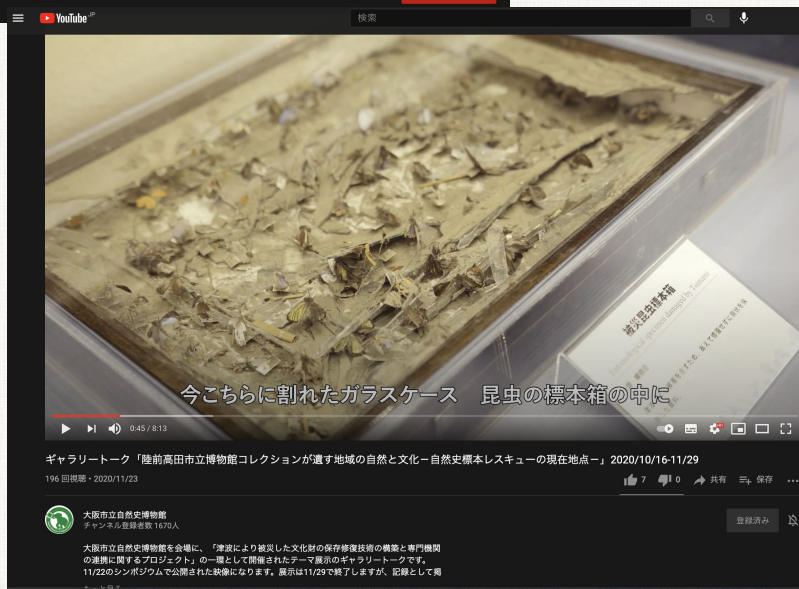 YouTube JP
検索
被災昆虫標本箱
Entomological specimens damaged by Tsunami
今こちらに割れたガラスケース　昆虫の標本箱の中に
0:45 / 8:13
ギャラリートーク「陸前高田市立博物館コレクションが遺す地域の自然と文化－自然史標本レスキューの現在地点－」2020/10/16-11/29
196 回視聴・2020/11/23
7
0
共有
保存
大阪市立自然史博物館
チャンネル登録者数 1670人
登録済み
大阪市立自然史博物館を会場に、「津波により被災した文化財の保存修復技術の構築と専門機関
の連携に関するプロジェクト」の一環として開催されたテーマ展示のギャラリートークです。
11/22のシンポジウムで公開された映像になります。展示は11/29で終了しますが、記録として掲